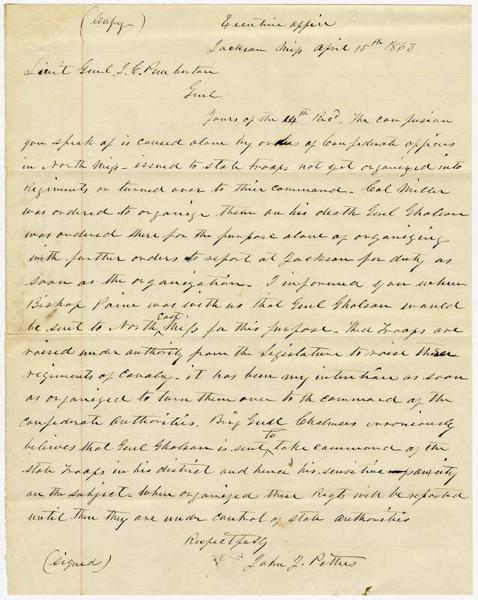 (Copy)
Executive office
Jackson Miss April 15th 1863
Lieut Genl J. C. Pemberton
Genl
Yours of the 14th Recd. The confusion
you speak of is caused alone by orders of Confederate officers
in North Miss - issued to State troops not yet organized into
Regiments or turned over to their command - Col Miller
was ordered to organize them on his death Genl Gholson
was ordered there for the purpose alone of organizing
with further orders to report at Jackson for duty as
soon as the organization - I informed you when
Bishop Paine was with us that Genl Gholson would
be sent to North East Miss for this purpose - These Troops are
raised under authority from the Legislature to raise these
regiments of Cavalry - it has been my intention as soon
as organized to turn them over to the command of the
Confederate Authorities. Brig Genl Chalmers erroniously
believes that Genl Gholson is sent to take command of the
State Troops in his district and hence his sensitive
on the subject - When organized these Regts will be reported
until then they are under control of State authorities
Respectfully
(signed) John J. Pettus